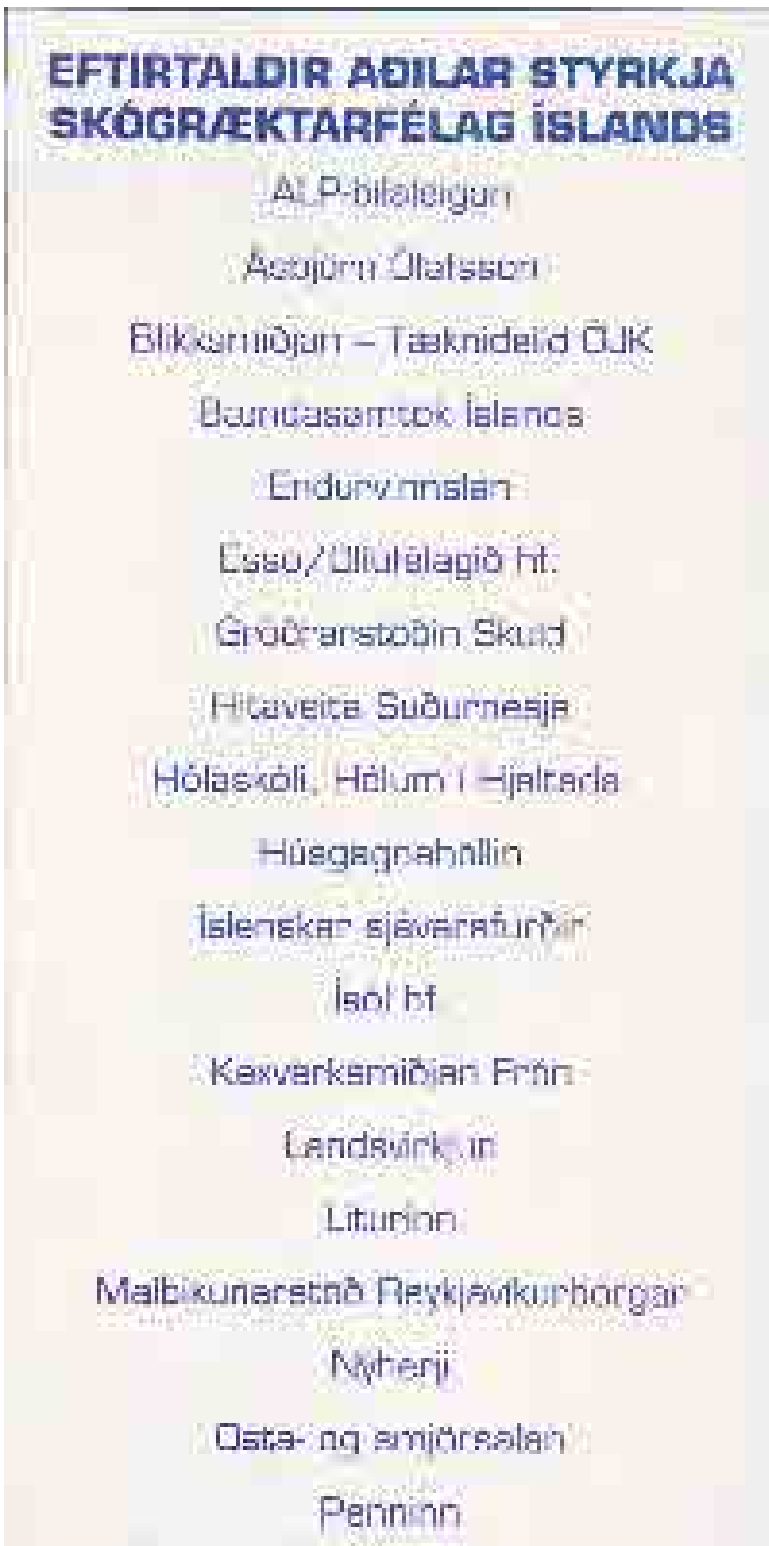 EFTIRTALDIR AÐILAR STYRKJA
SKÓGRÆKTARFÉLAG ÍSLANDS
ALP-bílaleigan
Ásbjörn Ólafsson
Blikksmiðjan – Tæknideild ÓJK
Bændasamtök Íslands
Endurvinnslan
Esso/Olíufélagið hf.
Gróðrarstöðin Skuld
Hitaveita Suðurnesja
Hólaskóli, Hólum í Hjaltadal
Húsgagnahöllin
Íslenskar sjávarafurðir
Ísól hf.
Kexverksmiðjan Frón
Landsvirkjun
Liturinn
Malbikunarstöð Reykjavíkurborgar
Nýherji
Osta- og smjörsalan
Penninn